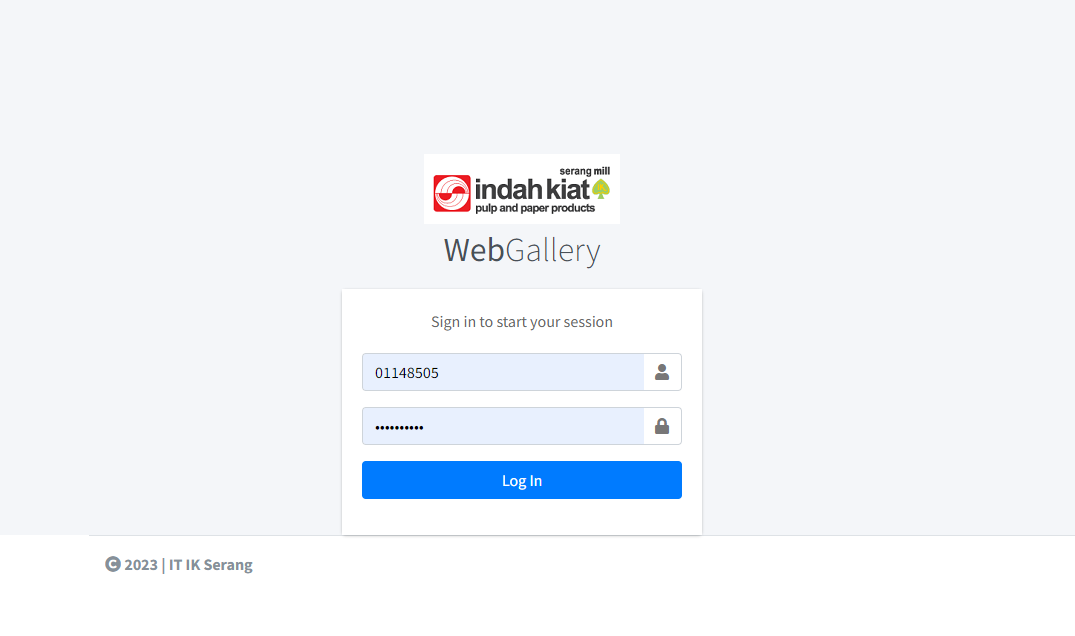 serang mill
indah kiat
pulp and paper products
WebGallery
Sign in to start your session
01148505
••••••••••
Log In
© 2023 | IT IK Serang